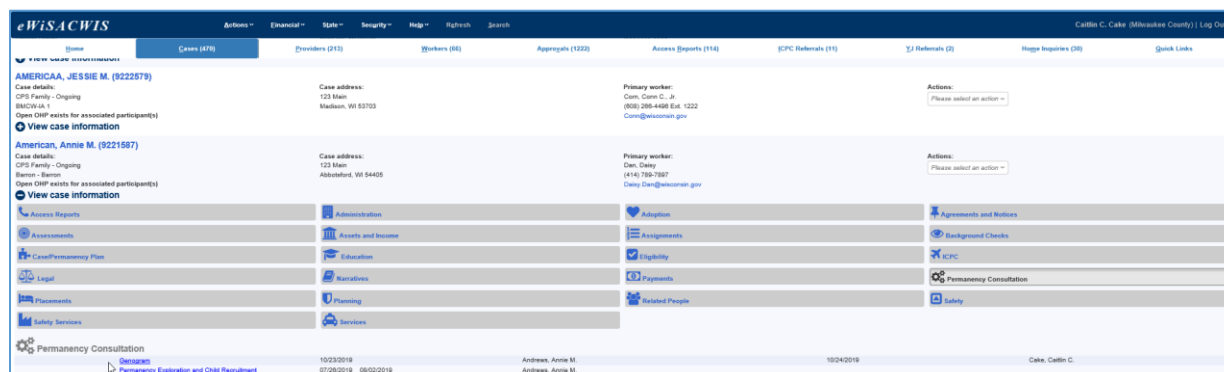 eWiSACWIS Actions Financial State Security Help Refresh Search Caitlin C. Cake (Milwaukee County) | Log Out
Home Cases (470) Providers (213) Workers (66) Approvals (1222) Access Reports (114) ICPC Referrals (11) YJ Referrals (2) Home Inquiries (30) Quick Links
View case information
AMERICAA, JESSIE M. (9222579)
Case details: Case address: Primary worker: Actions:
CPS Family - Ongoing 123 Main Corn, Conn C., Jr. Please select an action
BMCW-IA 1 Madison, WI 53703 (608) 266-4496 Ext. 1222
Open OHP exists for associated participant(s) Conn@wisconsin.gov
View case information
American, Annie M. (9221587)
Case details: Case address: Primary worker: Actions:
CPS Family - Ongoing 123 Main Dan, Daisy Please select an action
Barron - Barron Abbotsford, WI 54405 (414) 789-7897
Open OHP exists for associated participant(s) Daisy.Dan@wisconsin.gov
View case information
Access Reports Administration Adoption Agreements and Notices
Assessments Assets and Income Assignments Background Checks
Case/Permanency Plan Education Eligibility ICPC
Legal Narratives Payments Permanency Consultation
Placements Planning Related People Safety
Safety Services Services
Permanency Consultation
Genogram 10/23/2019 Andrews, Annie M. 10/24/2019 Cake, Caitlin C.
Permanency Exploration and Child Recruitment 07/26/2019 08/02/2019 Andrews, Annie M.